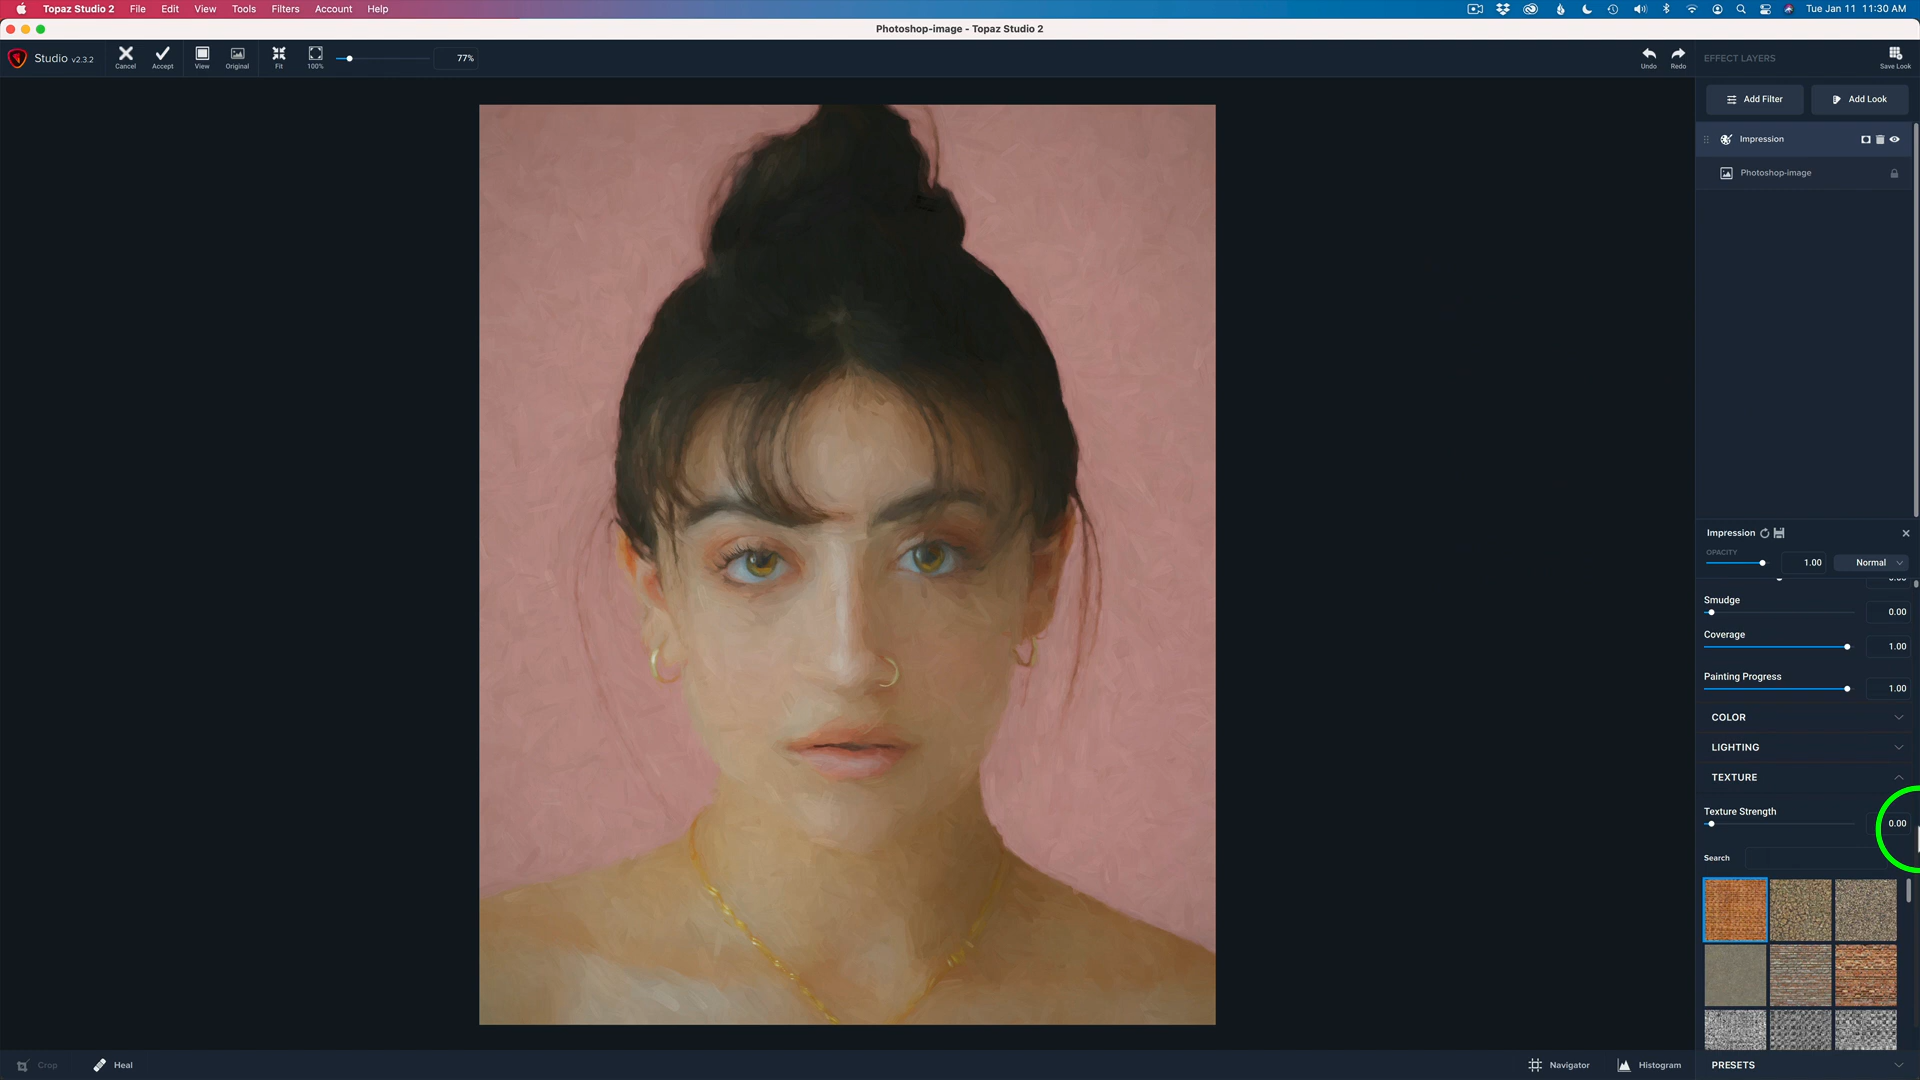 Topaz Studio 2 File Edit View Tools Filters Account Help Tue Jan 11 11:30 AM
Photoshop-image - Topaz Studio 2
Studio v2.3.2 77% EFFECT LAYERS
Cancel Accept View Original Fit 100% Undo Redo Save Look
Add Filter Add Look
Impression
Photoshop-image
Impression
OPACITY
1.00 Normal
Smudge
0.00
Coverage
1.00
Painting Progress
1.00
COLOR
LIGHTING
TEXTURE
Texture Strength
0.00
Search
Crop Heal Navigator Histogram PRESETS